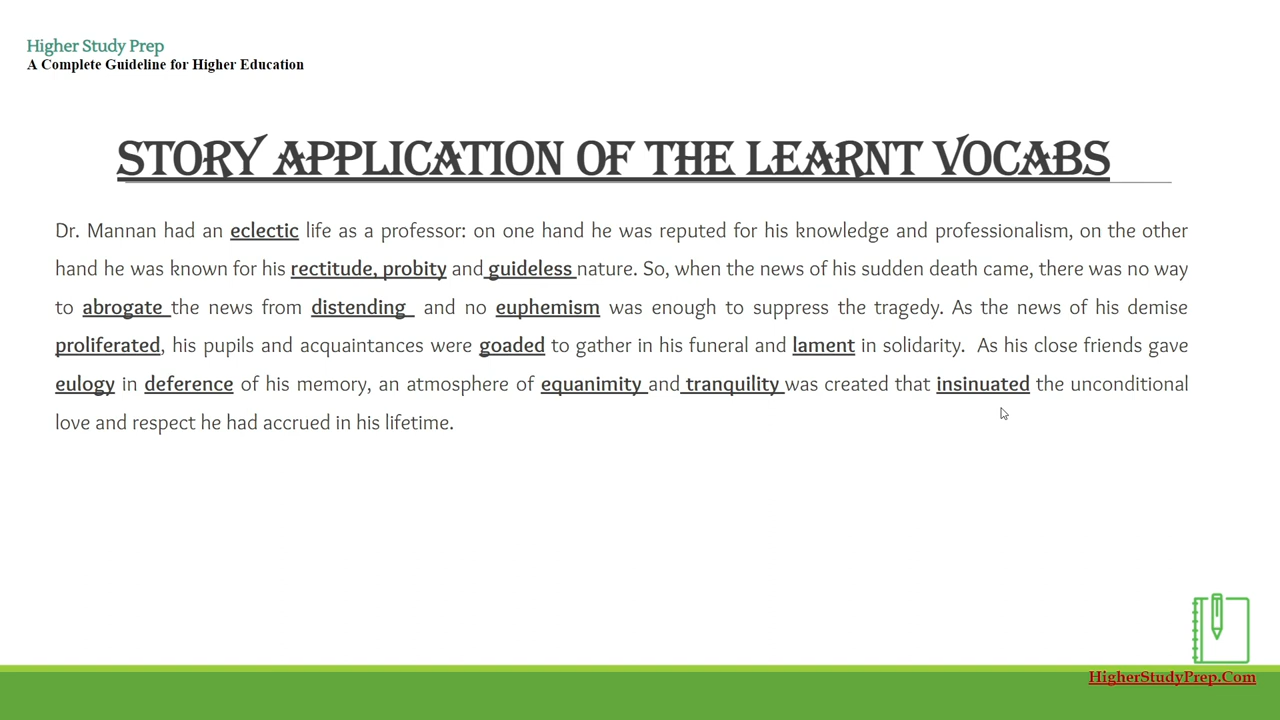 Higher Study Prep
A Complete Guideline for Higher Education
STORY APPLICATION OF THE LEARNT VOCABS
Dr. Mannan had an eclectic life as a professor: on one hand he was reputed for his knowledge and professionalism, on the other
hand he was known for his rectitude, probity and guideless nature. So, when the news of his sudden death came, there was no way
to abrogate the news from distending and no euphemism was enough to suppress the tragedy. As the news of his demise
proliferated, his pupils and acquaintances were goaded to gather in his funeral and lament in solidarity. As his close friends gave
eulogy in deference of his memory, an atmosphere of equanimity and tranquility was created that insinuated the unconditional
love and respect he had accrued in his lifetime.
HigherStudyPrep.Com